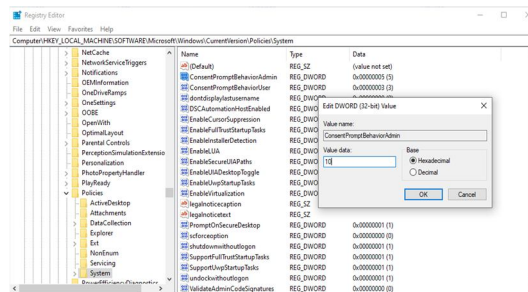 Registry Editor
File Edit View Favorites Help
Computer\HKEY_LOCAL_MACHINE\SOFTWARE\Microsoft\Windows\CurrentVersion\Policies\System
NetCache
NetworkServiceTriggers
Notifications
OEMInformation
OneDriveRamps
OneSettings
OOBE
OpenWith
OptimalLayout
Parental Controls
PerceptionSimulationExtensio
Personalization
PhotoPropertyHandler
PlayReady
Policies
ActiveDesktop
Attachments
DataCollection
Explorer
Ext
NonEnum
Servicing
System
PowerEfficiencyDiagnostics
Name Type Data
(Default) REG_SZ (value not set)
ConsentPromptBehaviorAdmin REG_DWORD 0x00000005 (5)
ConsentPromptBehaviorUser REG_DWORD 0x00000003 (3)
dontdisplaylastusername REG_DWORD 0x00000000 (0)
DSCAutomationHostEnabled REG_DWO
EnableCursorSuppression REG_DWO
EnableFullTrustStartupTasks REG_DWO
EnableInstallerDetection REG_DWO
EnableLUA REG_DWO
EnableSecureUIAPaths REG_DWO
EnableUIADesktopToggle REG_DWO
EnableUwpStartupTasks REG_DWO
EnableVirtualization REG_DWO
legalnoticecaption REG_SZ
legalnoticetext REG_SZ
PromptOnSecureDesktop REG_DWORD 0x00000001 (1)
scforceoption REG_DWORD 0x00000000 (0)
shutdownwithoutlogon REG_DWORD 0x00000001 (1)
SupportFullTrustStartupTasks REG_DWORD 0x00000001 (1)
SupportUwpStartupTasks REG_DWORD 0x00000001 (1)
undockwithoutlogon REG_DWORD 0x00000001 (1)
ValidateAdminCodeSignatures REG_DWORD 0x00000000 (0)
Edit DWORD (32-bit) Value
Value name:
ConsentPromptBehaviorAdmin
Value data: Base
10 Hexadecimal
Decimal
OK Cancel